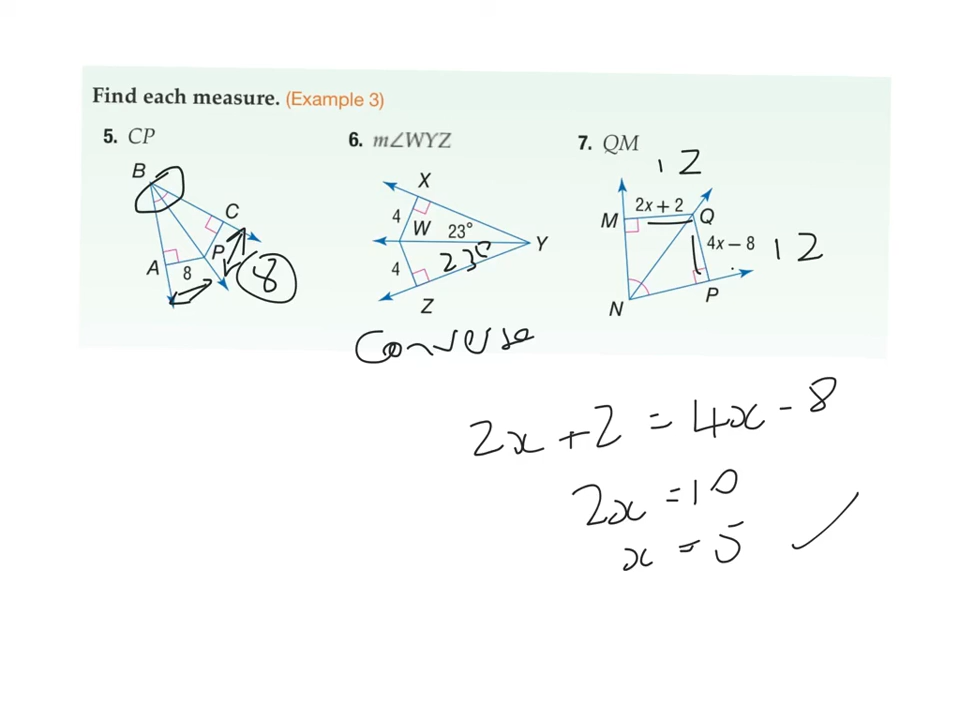 Find each measure. (Example 3)
5. CP
6. m∠WYZ
7. QM
B
C
P
A
8
8
X
4
W
23°
Y
4
23°
Z
Converse
12
2x + 2
M
Q
4x – 8
12
P
N
2x + 2 = 4x - 8
2x = 10
x = 5